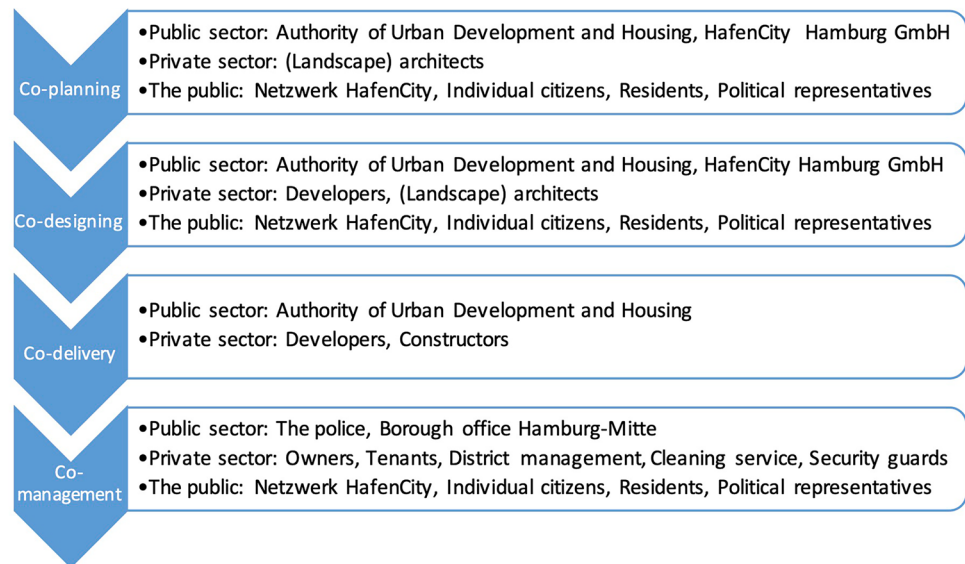 Co-planning
•Public sector: Authority of Urban Development and Housing, HafenCity Hamburg GmbH
•Private sector: (Landscape) architects
•The public: Netzwerk HafenCity, Individual citizens, Residents, Political representatives
Co-designing
•Public sector: Authority of Urban Development and Housing, HafenCity Hamburg GmbH
•Private sector: Developers, (Landscape) architects
•The public: Netzwerk HafenCity, Individual citizens, Residents, Political representatives
Co-delivery
•Public sector: Authority of Urban Development and Housing
•Private sector: Developers, Constructors
Co-
management
•Public sector: The police, Borough office Hamburg-Mitte
•Private sector: Owners, Tenants, District management, Cleaning service, Security guards
•The public: Netzwerk HafenCity, Individual citizens, Residents, Political representatives